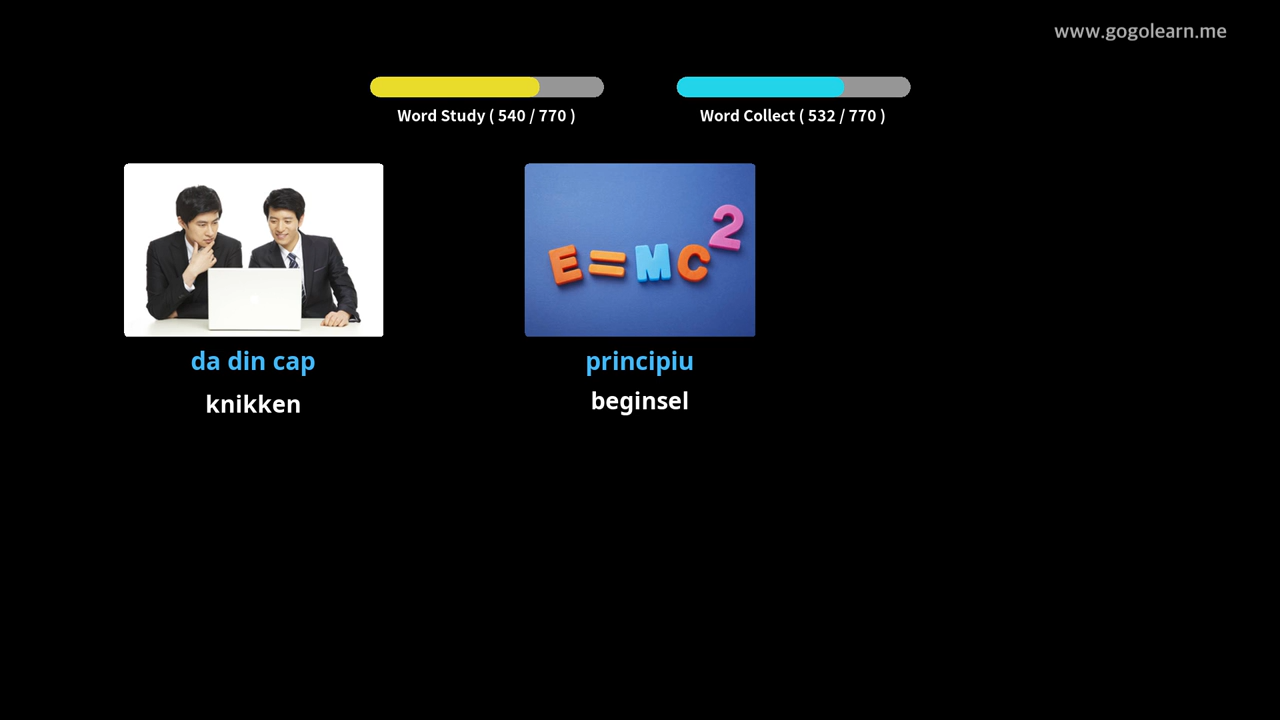 www.gogolearn.me
Word Study ( 540 / 770 )
Word Collect ( 532 / 770 )
E=MC2
da din cap
knikken
principiu
beginsel